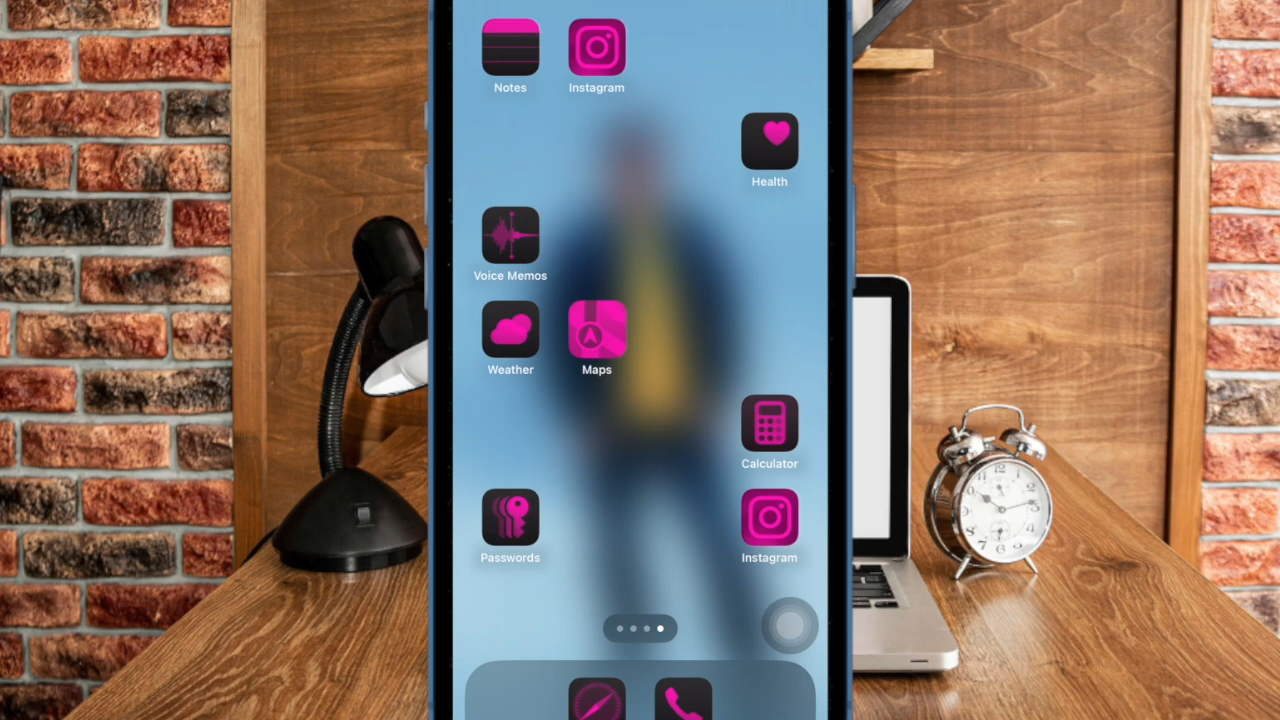 Notes
Instagram
Health
Voice Memos
Weather
Maps
Calculator
Passwords
Instagram